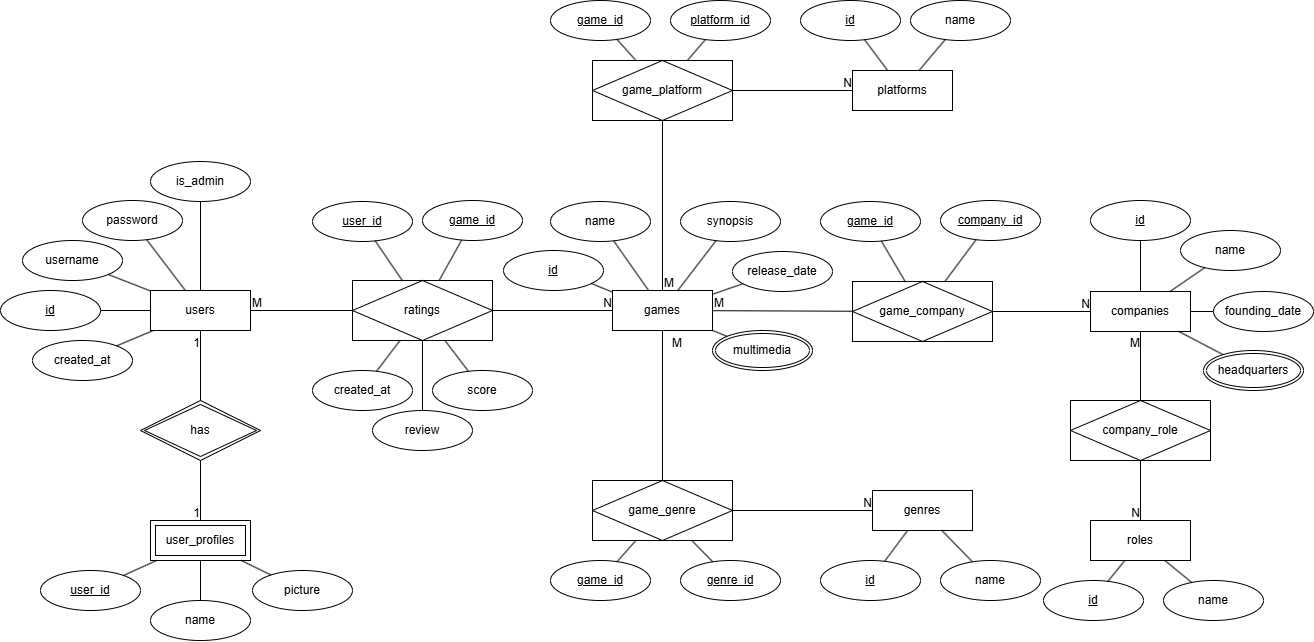 game_id
platform_id
id
name
game_platform
N
platforms
is_admin
password
username
id
created_at
users
M
1
has
1
user_profiles
user_id
name
picture
user_id
game_id
ratings
created_at
review
score
N
name
synopsis
id
release_date
M
games
M
multimedia
M
game_id
company_id
game_company
N
id
name
companies
founding_date
headquarters
M
company_role
N
roles
id
name
game_genre
N
genres
game_id
genre_id
id
name